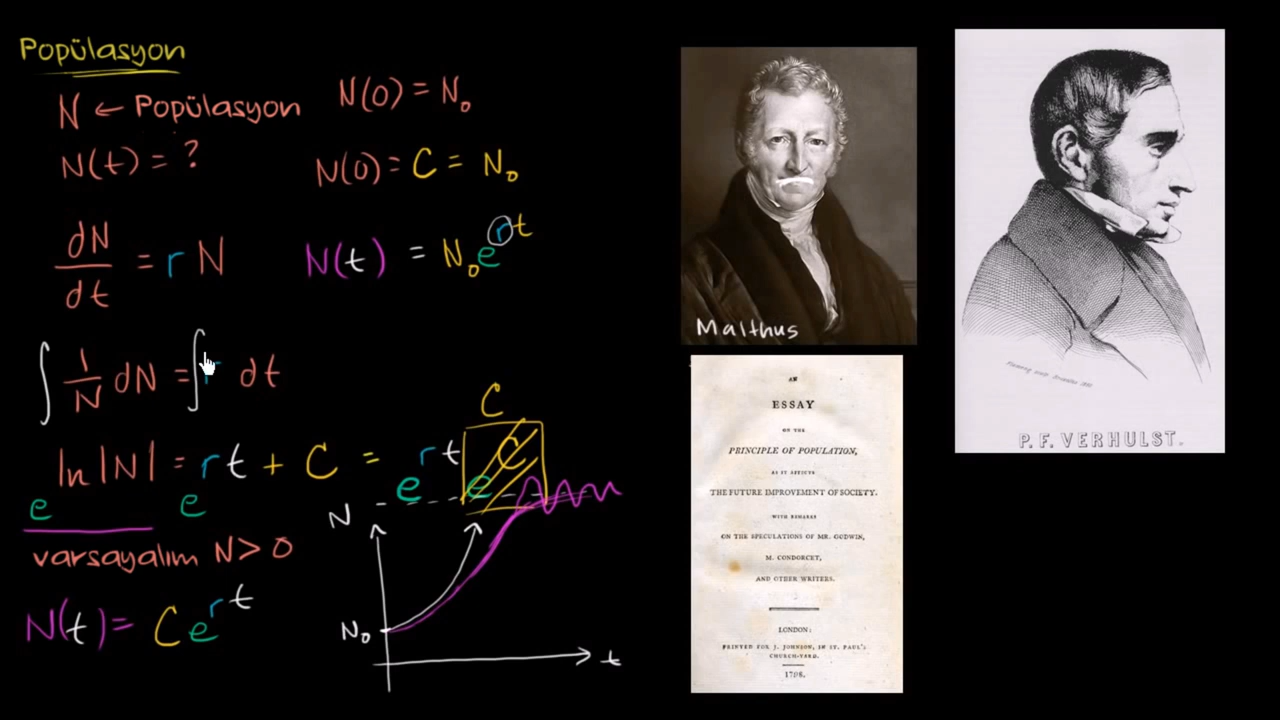 Popülasyon
N ← Popülasyon
N(0) = N₀
N(t) = ?
N(0) = C = N₀
dN/dt = r N
N(t) = N₀e^rt
∫ 1/N dN = ∫ r dt
ln|N| = rt + C = e^rt e^C
C
e e
varsayalım N > 0
N(t) = Ce^rt
N
N₀
t
Malthus
AN
ESSAY
ON THE
PRINCIPLE OF POPULATION,
AS IT AFFECTS
THE FUTURE IMPROVEMENT OF SOCIETY.
WITH REMARKS
ON THE SPECULATIONS OF MR. GODWIN,
M. CONDORCET,
AND OTHER WRITERS.
LONDON:
PRINTED FOR J. JOHNSON, IN ST. PAUL'S
CHURCH-YARD.
1798.
P. F. VERHULST.